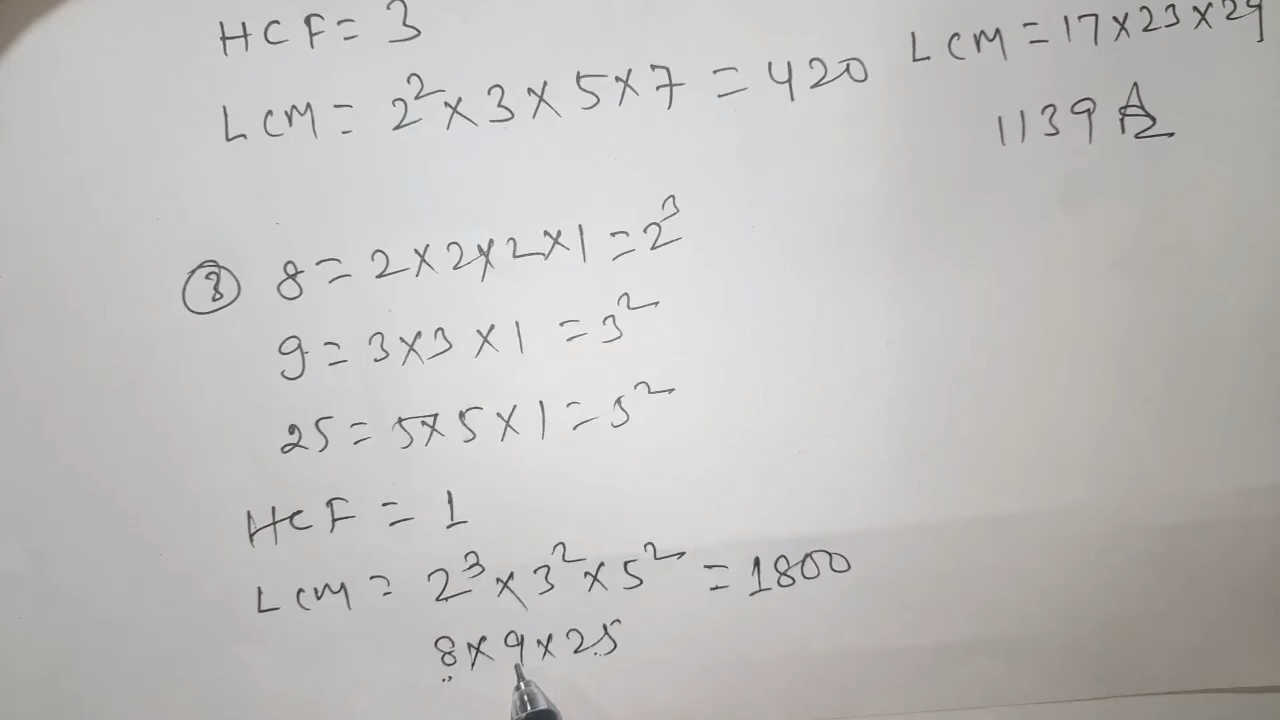 HCF = 3
LCM = 2² × 3 × 5 × 7 = 420
LCM = 17 × 23 × 29
1139 A
③ 8 = 2 × 2 × 2 × 1 = 2³
9 = 3 × 3 × 1 = 3²
25 = 5 × 5 × 1 = 5²
HCF = 1
LCM = 2³ × 3² × 5² = 1800
8 × 9 × 25